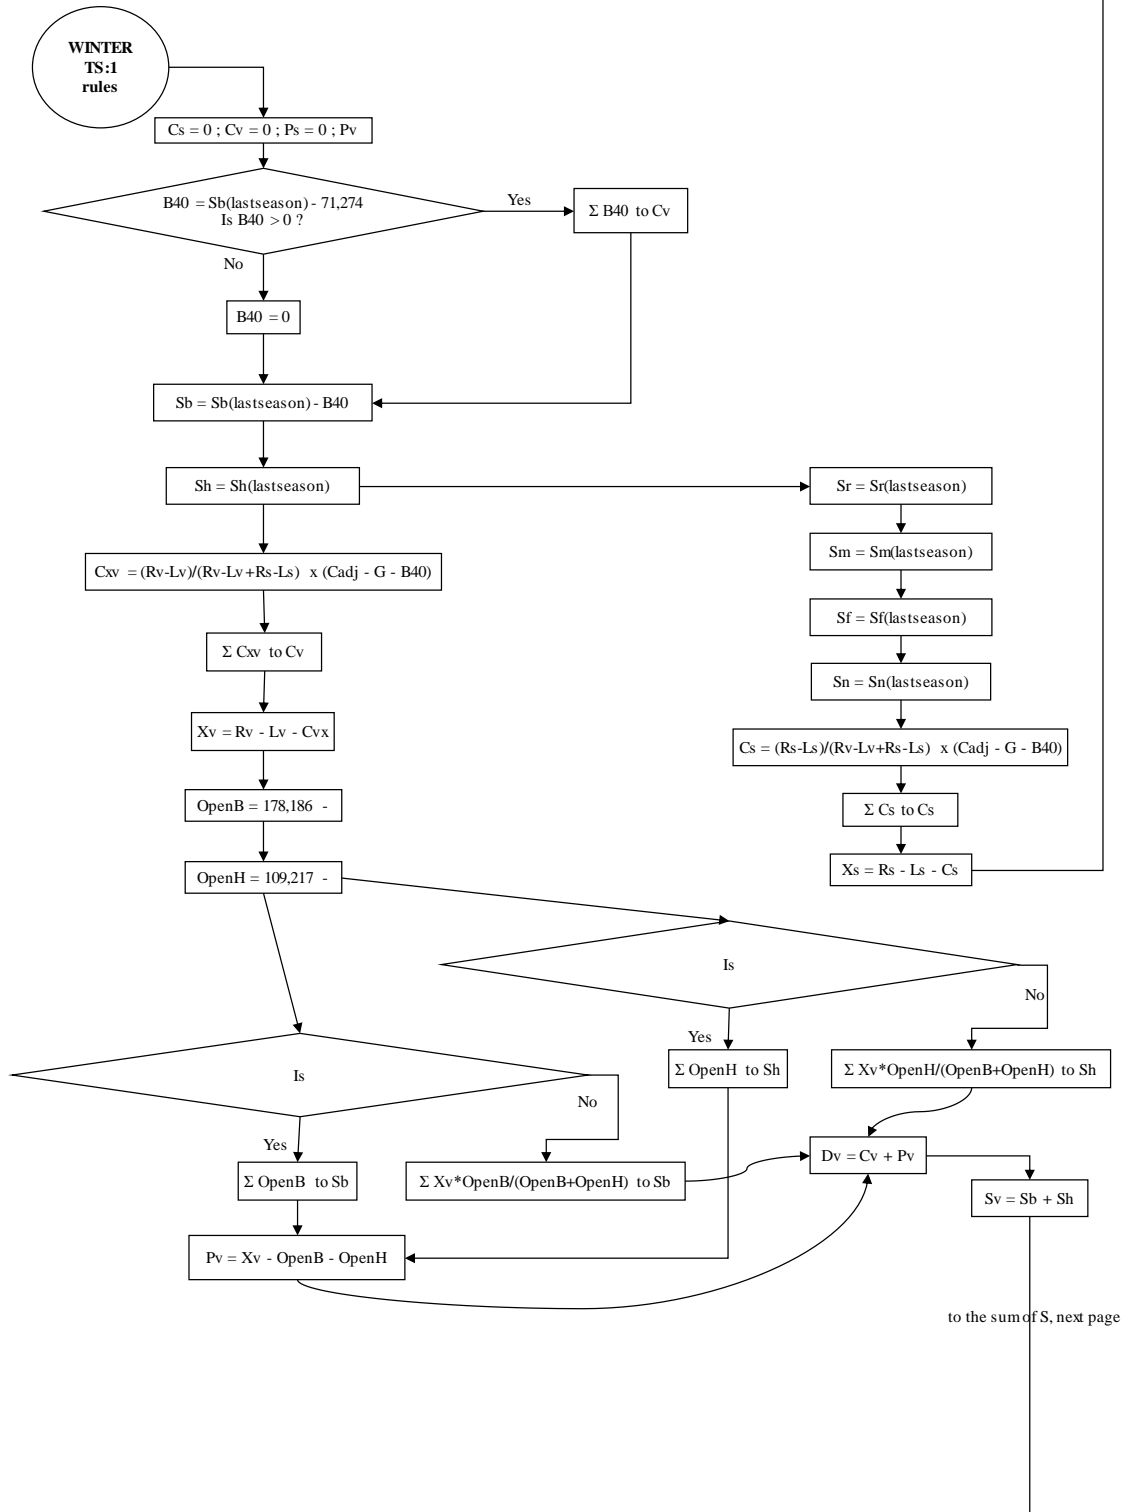 WINTER
TS:1
rules
Cs = 0 ; Cv = 0 ; Ps = 0 ; Pv
B40 = Sb(lastseason) - 71,274
Is B40 > 0 ?
Yes
Σ B40 to Cv
No
B40 = 0
Sb = Sb(lastseason) - B40
Sh = Sh(lastseason)
Sr = Sr(lastseason)
Cxv = (Rv-Lv)/(Rv-Lv+Rs-Ls) x (Cadj - G - B40)
Sm = Sm(lastseason)
Sf = Sf(lastseason)
Σ Cxv to Cv
Sn = Sn(lastseason)
Xv = Rv - Lv - Cvx
Cs = (Rs-Ls)/(Rv-Lv+Rs-Ls) x (Cadj - G - B40)
OpenB = 178,186 -
Σ Cs to Cs
OpenH = 109,217 -
Xs = Rs - Ls - Cs
Is
No
Yes
Σ OpenH to Sh
Σ Xv*OpenH/(OpenB+OpenH) to Sh
Is
No
Yes
Σ OpenB to Sb
Σ Xv*OpenB/(OpenB+OpenH) to Sb
Dv = Cv + Pv
Sv = Sb + Sh
Pv = Xv - OpenB - OpenH
to the sum of S, next page